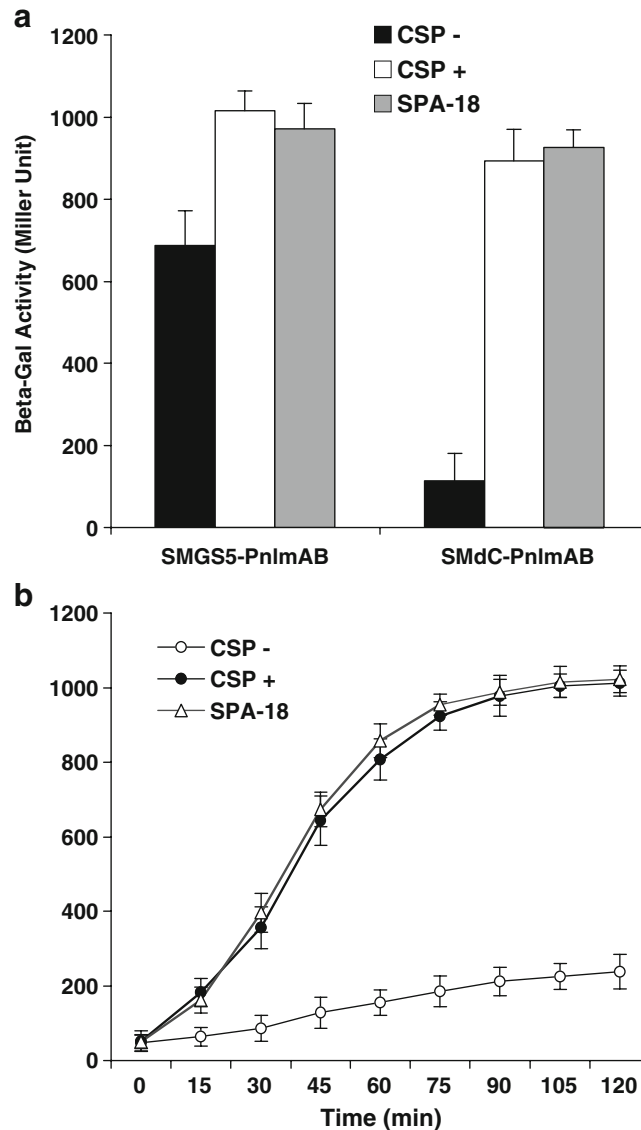 a
1200
1000
800
600
400
200
0
Beta-Gal Activity (Miller Unit)
CSP -
CSP +
SPA-18
SMGS5-PnlmAB
SMdC-PnlmAB
b
1200
1000
800
600
400
200
0
CSP -
CSP +
SPA-18
0 15 30 45 60 75 90 105 120
Time (min)